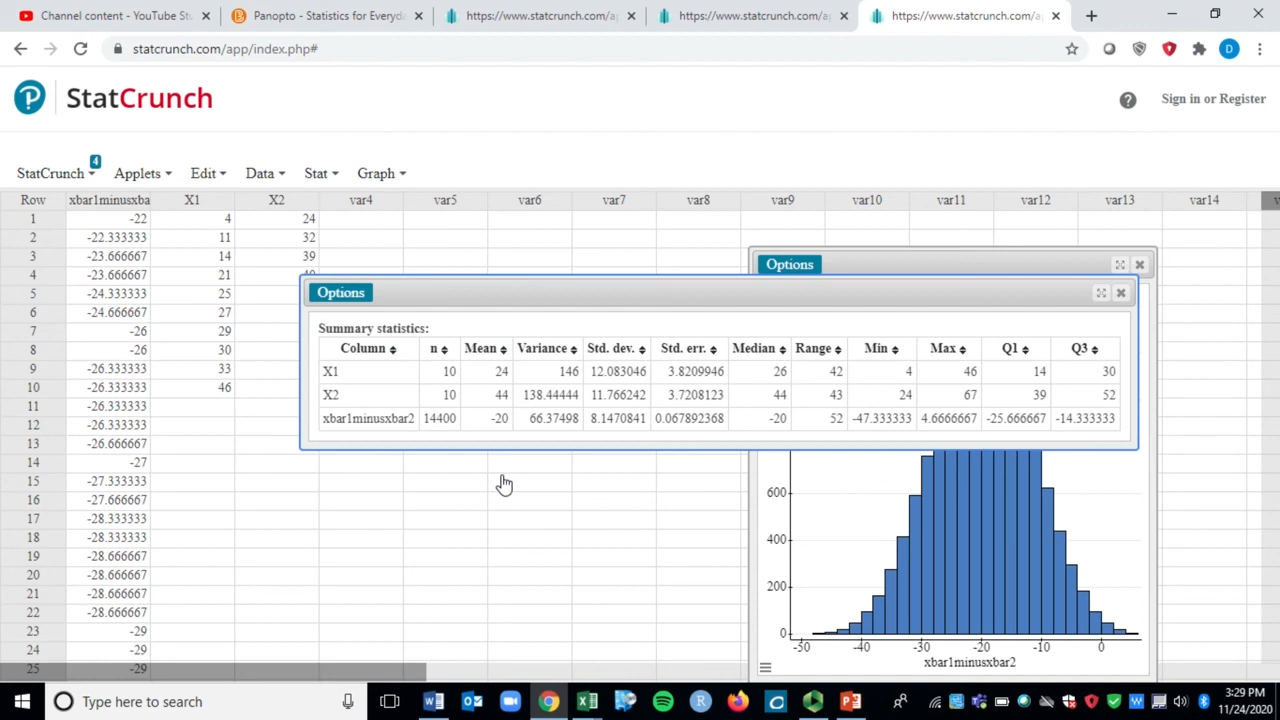 Channel content - YouTube St
Panopto - Statistics for Everyda
https://www.statcrunch.com/ap
https://www.statcrunch.com/ap
https://www.statcrunch.com/ap
statcrunch.com/app/index.php#
D
P StatCrunch
? Sign in or Register
4
StatCrunch Applets Edit Data Stat Graph
Row xbar1minusxba X1 X2 var4 var5 var6 var7 var8 var9 var10 var11 var12 var13 var14
1 -22 4 24
2 -22.333333 11 32
3 -23.666667 14 39
4 -23.666667 21
5 -24.333333 25
6 -24.666667 27
7 -26 29
8 -26 30
9 -26.333333 33
10 -26.333333 46
11 -26.333333
12 -26.333333
13 -26.666667
14 -27
15 -27.333333
16 -27.666667
17 -28.333333
18 -28.333333
19 -28.666667
20 -28.666667
21 -28.666667
22 -28.666667
23 -29
24 -29
25 -29
Options
Options
Summary statistics:
Column n Mean Variance Std. dev. Std. err. Median Range Min Max Q1 Q3
X1 10 24 146 12.083046 3.8209946 26 42 4 46 14 30
X2 10 44 138.44444 11.766242 3.7208123 44 43 24 67 39 52
xbar1minusxbar2 14400 -20 66.37498 8.1470841 0.067892368 -20 52 -47.333333 4.6666667 -25.666667 -14.333333
600
400
200
0
-50 -40 -30 -20 -10 0
xbar1minusxbar2
Type here to search
3:29 PM
11/24/2020